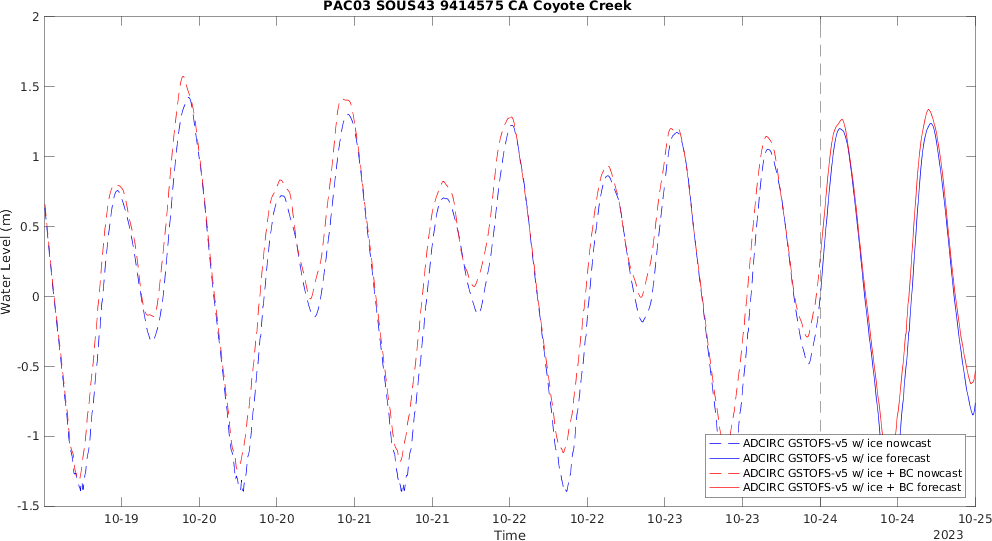 PAC03 SOUS43 9414575 CA Coyote Creek
2
1.5
1
0.5
0
-0.5
-1
-1.5
Water Level (m)
ADCIRC GSTOFS-v5 w/ ice nowcast
ADCIRC GSTOFS-v5 w/ ice forecast
ADCIRC GSTOFS-v5 w/ ice + BC nowcast
ADCIRC GSTOFS-v5 w/ ice + BC forecast
10-19 10-20 10-20 10-21 10-21 10-22 10-22 10-23 10-23 10-24 10-24 10-25
Time
2023